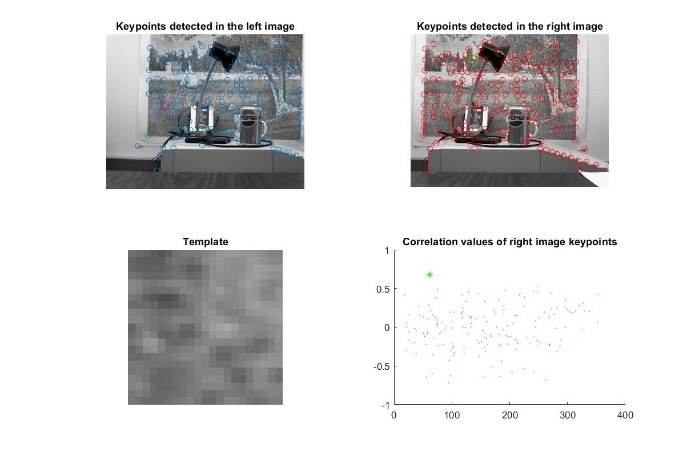 Keypoints detected in the left image
Keypoints detected in the right image
Template
Correlation values of right image keypoints
1
0.5
0
-0.5
-1
0
100
200
300
400